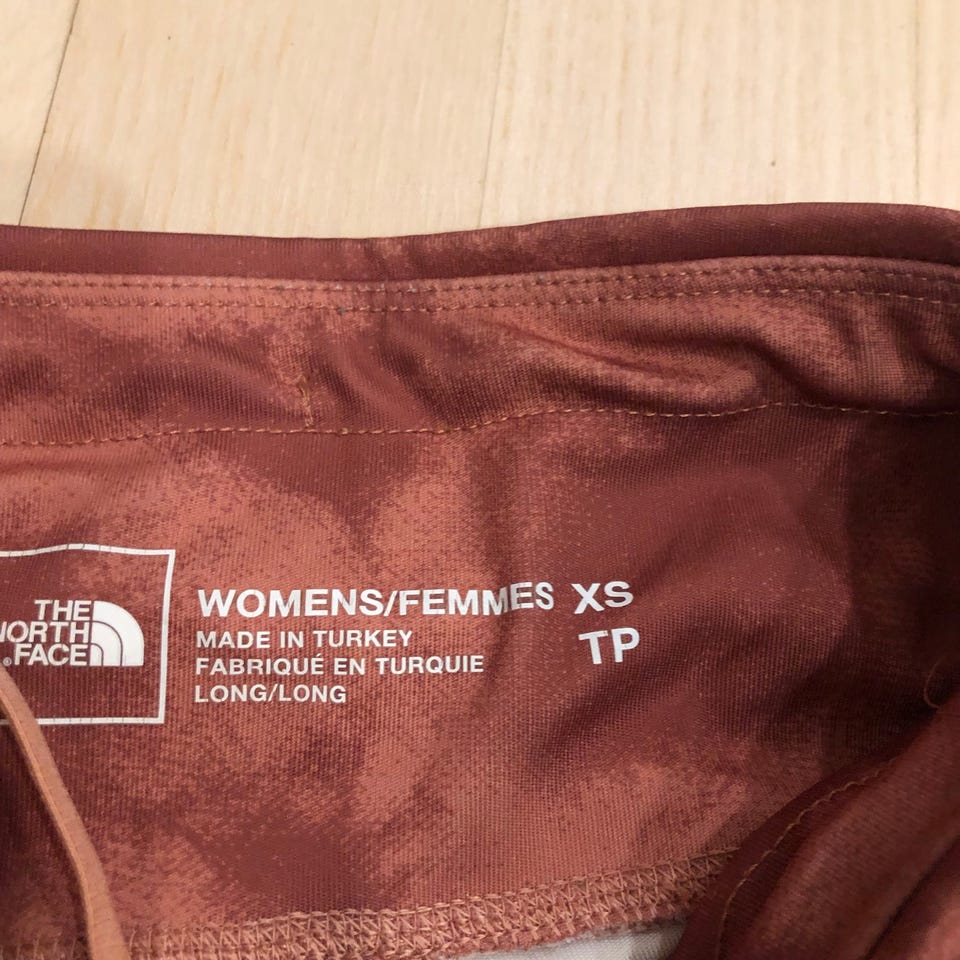 THE
NORTH
FACE
WOMENS/FEMMES XS
MADE IN TURKEY TP
FABRIQUÉ EN TURQUIE
LONG/LONG